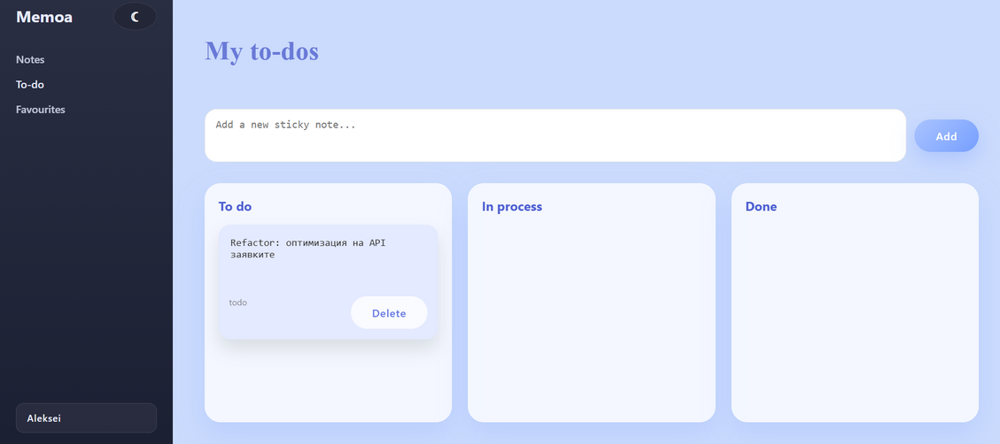 Memoa
Notes
To-do
Favourites
Aleksei
My to-dos
Add a new sticky note...
Add
To do
Refactor: оптимизация на API
заявките
todo
Delete
In process
Done